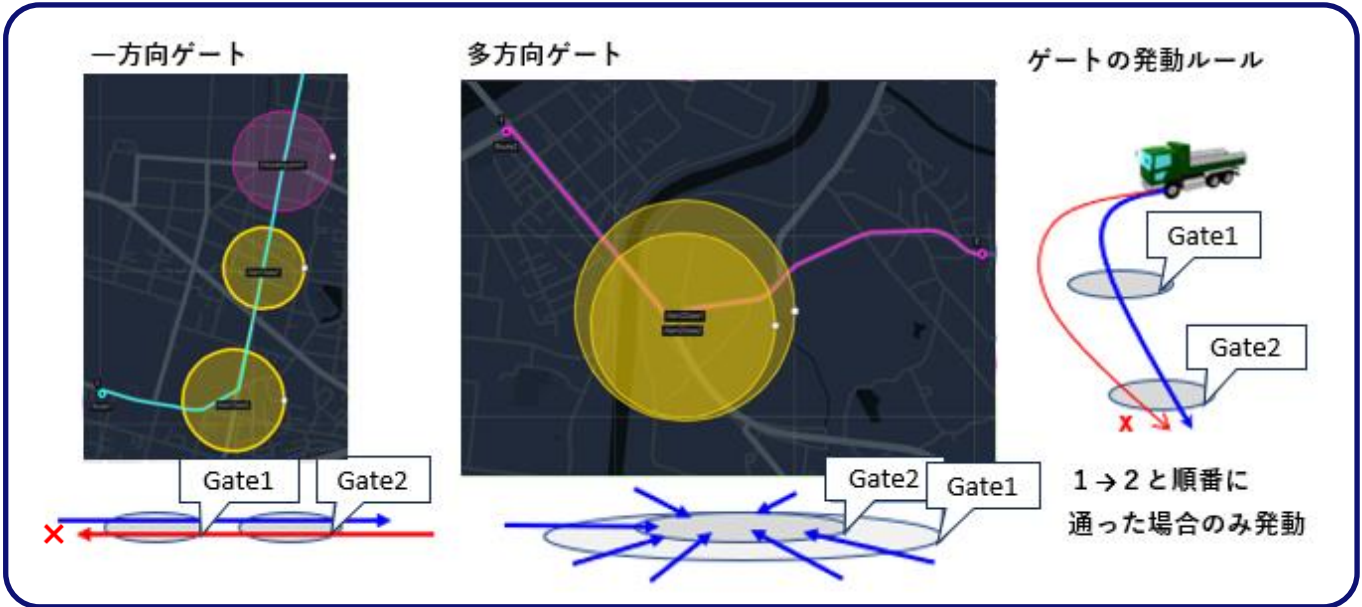 一方向ゲート
多方向ゲート
ゲートの発動ルール
Gate1
Gate2
Gate1
Gate2
×
Gate2
Gate1
x
1→2と順番に
通った場合のみ発動